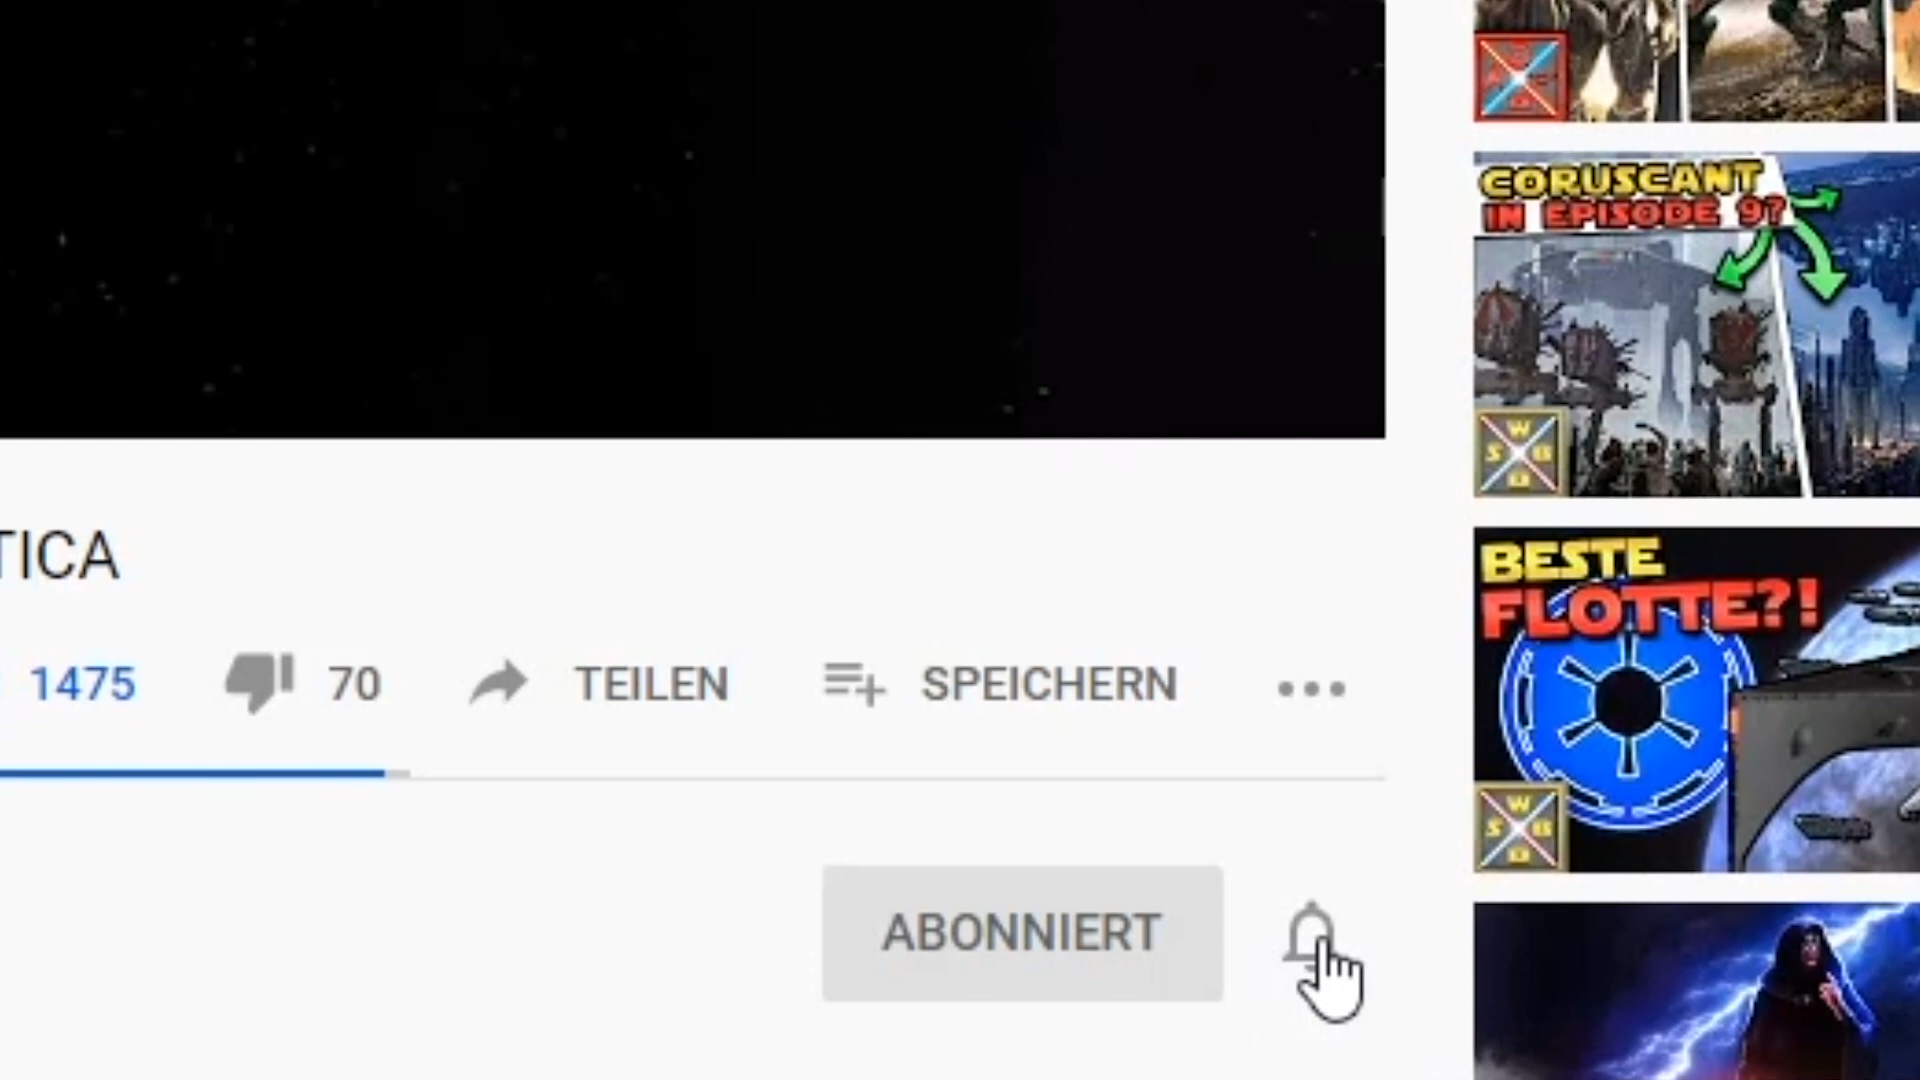 CORUSCANT
IN EPISODE 9?
W
S B
D
TICA
1475 70 TEILEN SPEICHERN
BESTE
FLOTTE?!
W
S B
D
ABONNIERT